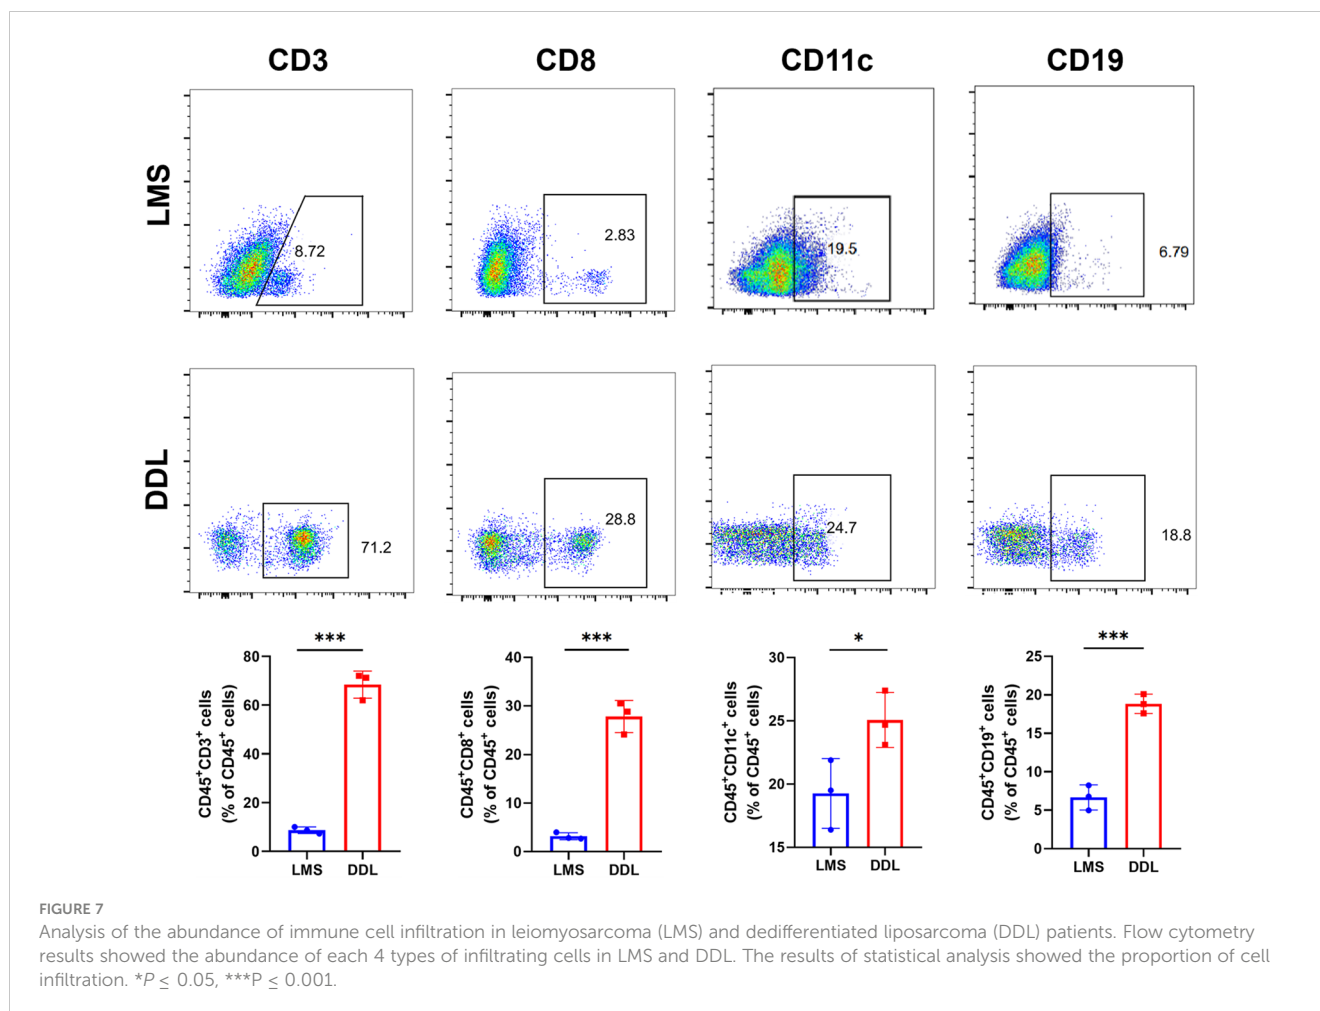 CD3 CD8 CD11c CD19
LMS
8.72
2.83
19.5
6.79
DDL
71.2
28.8
24.7
18.8
CD45+CD3+ cells
(% of CD45+ cells)
80
60
40
20
0
***
LMS DDL
CD45+CD8+ cells
(% of CD45+ cells)
40
30
20
10
0
***
LMS DDL
CD45+CD11c+ cells
(% of CD45+ cells)
30
25
20
15
*
LMS DDL
CD45+CD19+ cells
(% of CD45+ cells)
25
20
15
10
5
0
***
LMS DDL
FIGURE 7
Analysis of the abundance of immune cell infiltration in leiomyosarcoma (LMS) and dedifferentiated liposarcoma (DDL) patients. Flow cytometry
results showed the abundance of each 4 types of infiltrating cells in LMS and DDL. The results of statistical analysis showed the proportion of cell
infiltration. *P ≤ 0.05, ***P ≤ 0.001.